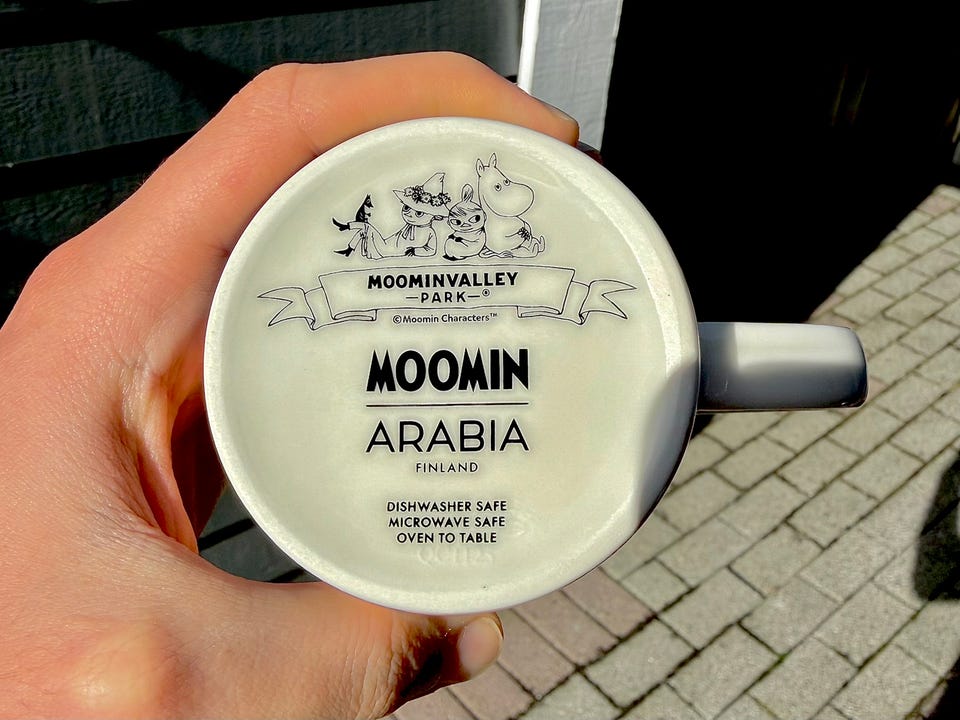 MOOMINVALLEY
—PARK—®
©Moomin Characters™
MOOMIN
ARABIA
FINLAND
DISHWASHER SAFE
MICROWAVE SAFE
OVEN TO TABLE